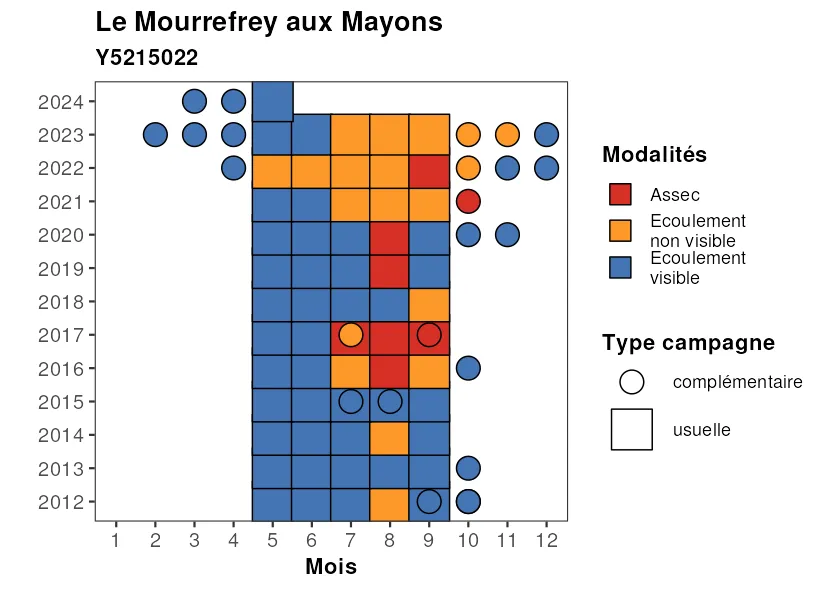 Le Mourrefrey aux Mayons
Y5215022
2024
2023
2022
2021
2020
2019
2018
2017
2016
2015
2014
2013
2012
1 2 3 4 5 6 7 8 9 10 11 12
Mois
Modalités
Assec
Ecoulement
non visible
Ecoulement
visible
Type campagne
complémentaire
usuelle